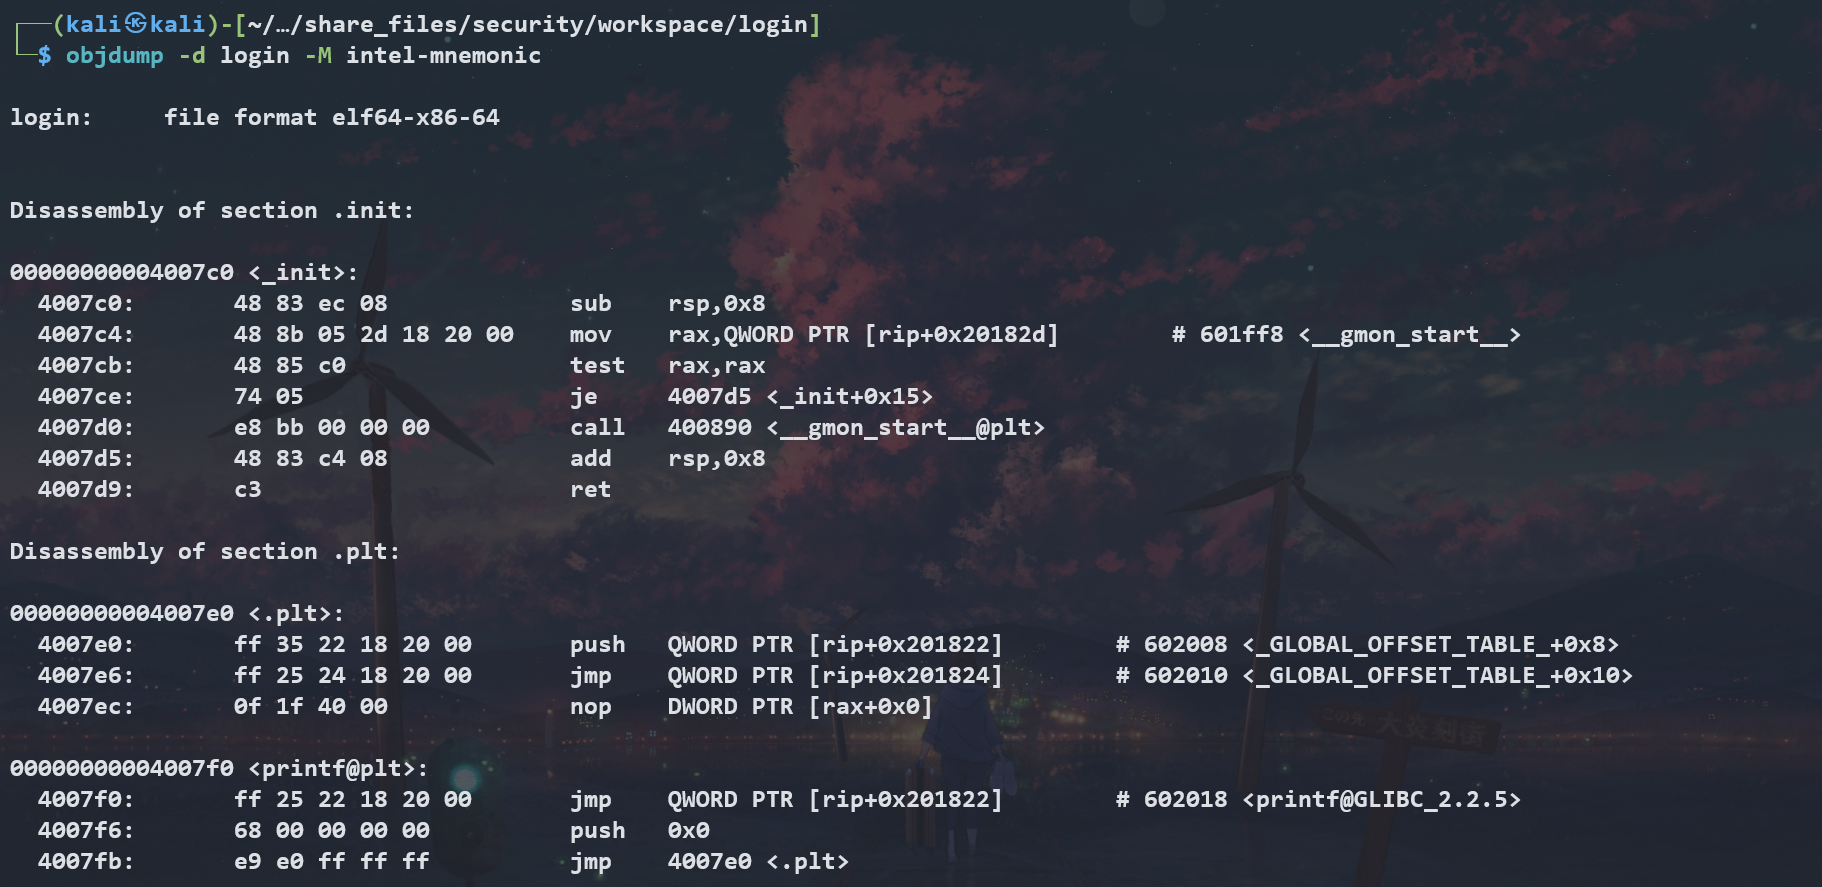 ┌──(kali㉿kali)-[~/…/share_files/security/workspace/login]
└─$ objdump -d login -M intel-mnemonic
login:     file format elf64-x86-64
Disassembly of section .init:
00000000004007c0 <_init>:
  4007c0:       48 83 ec 08             sub    rsp,0x8
  4007c4:       48 8b 05 2d 18 20 00    mov    rax,QWORD PTR [rip+0x20182d]        # 601ff8 <__gmon_start__>
  4007cb:       48 85 c0                test   rax,rax
  4007ce:       74 05                   je     4007d5 <_init+0x15>
  4007d0:       e8 bb 00 00 00          call   400890 <__gmon_start__@plt>
  4007d5:       48 83 c4 08             add    rsp,0x8
  4007d9:       c3                      ret
Disassembly of section .plt:
00000000004007e0 <.plt>:
  4007e0:       ff 35 22 18 20 00       push   QWORD PTR [rip+0x201822]        # 602008 <_GLOBAL_OFFSET_TABLE_+0x8>
  4007e6:       ff 25 24 18 20 00       jmp    QWORD PTR [rip+0x201824]        # 602010 <_GLOBAL_OFFSET_TABLE_+0x10>
  4007ec:       0f 1f 40 00             nop    DWORD PTR [rax+0x0]
この先 大炎刻街
00000000004007f0 <printf@plt>:
  4007f0:       ff 25 22 18 20 00       jmp    QWORD PTR [rip+0x201822]        # 602018 <printf@GLIBC_2.2.5>
  4007f6:       68 00 00 00 00          push   0x0
  4007fb:       e9 e0 ff ff ff          jmp    4007e0 <.plt>